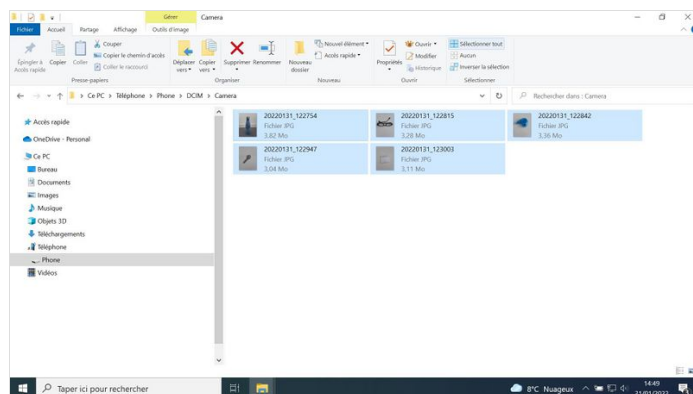 Gérer
Camera
Fichier
Accueil
Partage
Affichage
Outils d'image
Épingler à
Accès rapide
Copier
Coller
Couper
Copier le chemin d'accès
Coller le raccourci
Presse-papiers
Déplacer
vers
Copier
vers
Supprimer
Renommer
Organiser
Nouveau
dossier
Nouvel élément
Accès rapide
Nouveau
Propriétés
Ouvrir
Modifier
Historique
Ouvrir
Sélectionner tout
Aucun
Inverser la sélection
Sélectionner
Ce PC > Téléphone > Phone > DCIM > Camera
Rechercher dans : Camera
Accès rapide
OneDrive - Personal
Ce PC
Bureau
Documents
Images
Musique
Objets 3D
Téléchargements
Téléphone
Phone
Vidéos
20220131_122754
Fichier JPG
3,82 Mo
20220131_122815
Fichier JPG
3,28 Mo
20220131_122842
Fichier JPG
3,36 Mo
20220131_122947
Fichier JPG
3,04 Mo
20220131_123003
Fichier JPG
3,11 Mo
Taper ici pour rechercher
8°C Nuageux
14:49
31/01/2022